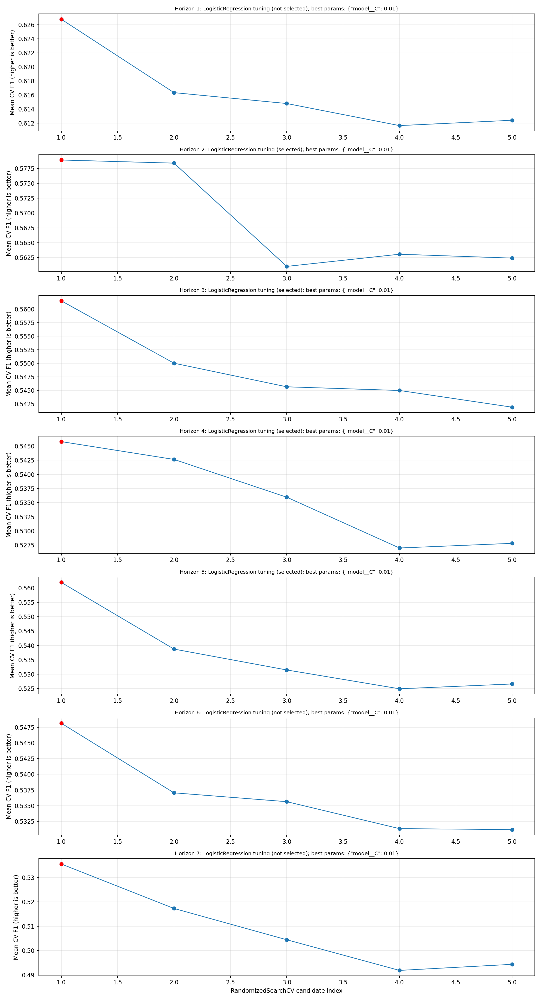 Horizon 1: LogisticRegression tuning (not selected); best params: {"model__C": 0.01}
Mean CV F1 (higher is better)
0.626
0.624
0.622
0.620
0.618
0.616
0.614
0.612
1.0 1.5 2.0 2.5 3.0 3.5 4.0 4.5 5.0
Horizon 2: LogisticRegression tuning (selected); best params: {"model__C": 0.01}
Mean CV F1 (higher is better)
0.5775
0.5750
0.5725
0.5700
0.5675
0.5650
0.5625
1.0 1.5 2.0 2.5 3.0 3.5 4.0 4.5 5.0
Horizon 3: LogisticRegression tuning (selected); best params: {"model__C": 0.01}
Mean CV F1 (higher is better)
0.5600
0.5575
0.5550
0.5525
0.5500
0.5475
0.5450
0.5425
1.0 1.5 2.0 2.5 3.0 3.5 4.0 4.5 5.0
Horizon 4: LogisticRegression tuning (selected); best params: {"model__C": 0.01}
Mean CV F1 (higher is better)
0.5450
0.5425
0.5400
0.5375
0.5350
0.5325
0.5300
0.5275
1.0 1.5 2.0 2.5 3.0 3.5 4.0 4.5 5.0
Horizon 5: LogisticRegression tuning (selected); best params: {"model__C": 0.01}
Mean CV F1 (higher is better)
0.560
0.555
0.550
0.545
0.540
0.535
0.530
0.525
1.0 1.5 2.0 2.5 3.0 3.5 4.0 4.5 5.0
Horizon 6: LogisticRegression tuning (not selected); best params: {"model__C": 0.01}
Mean CV F1 (higher is better)
0.5475
0.5450
0.5425
0.5400
0.5375
0.5350
0.5325
1.0 1.5 2.0 2.5 3.0 3.5 4.0 4.5 5.0
Horizon 7: LogisticRegression tuning (not selected); best params: {"model__C": 0.01}
Mean CV F1 (higher is better)
0.53
0.52
0.51
0.50
0.49
1.0 1.5 2.0 2.5 3.0 3.5 4.0 4.5 5.0
RandomizedSearchCV candidate index